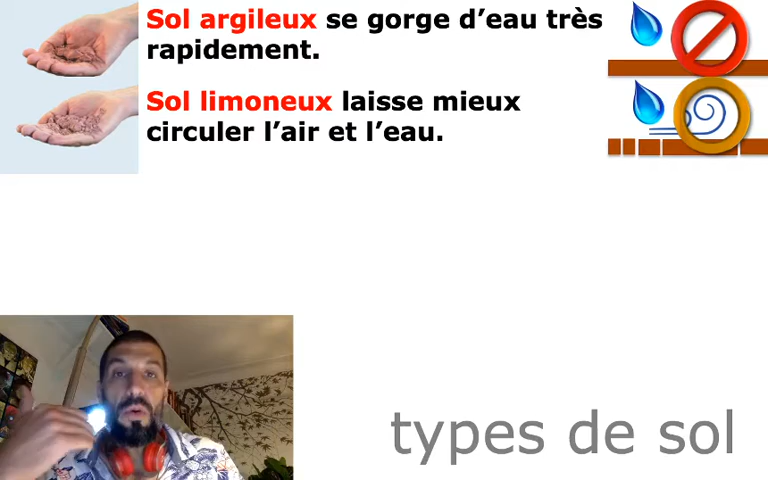 Sol argileux se gorge d’eau très
rapidement.
Sol limoneux laisse mieux
circuler l’air et l’eau.
types de sol